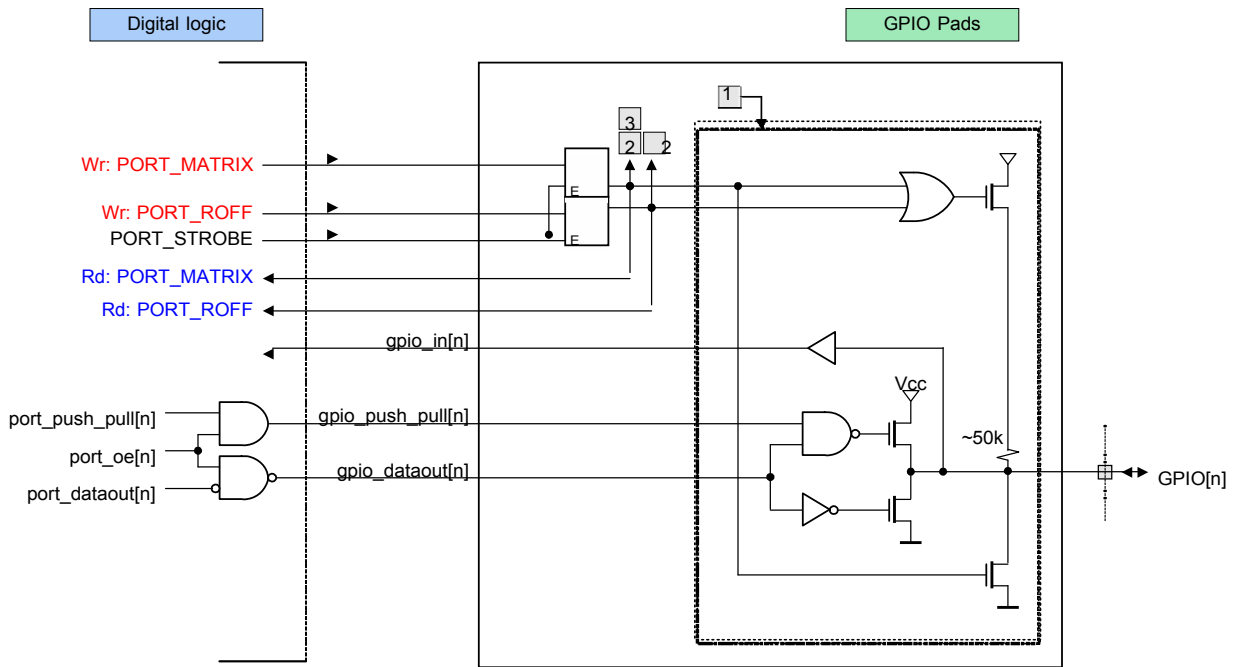 Digital logic
GPIO Pads
1
3
2
2
Wr: PORT_MATRIX
E
Wr: PORT_ROFF
PORT_STROBE
E
Rd: PORT_MATRIX
Rd: PORT_ROFF
gpio_in[n]
Vcc
port_push_pull[n]
gpio_push_pull[n]
~50k
port_oe[n]
gpio_dataout[n]
GPIO[n]
port_dataout[n]